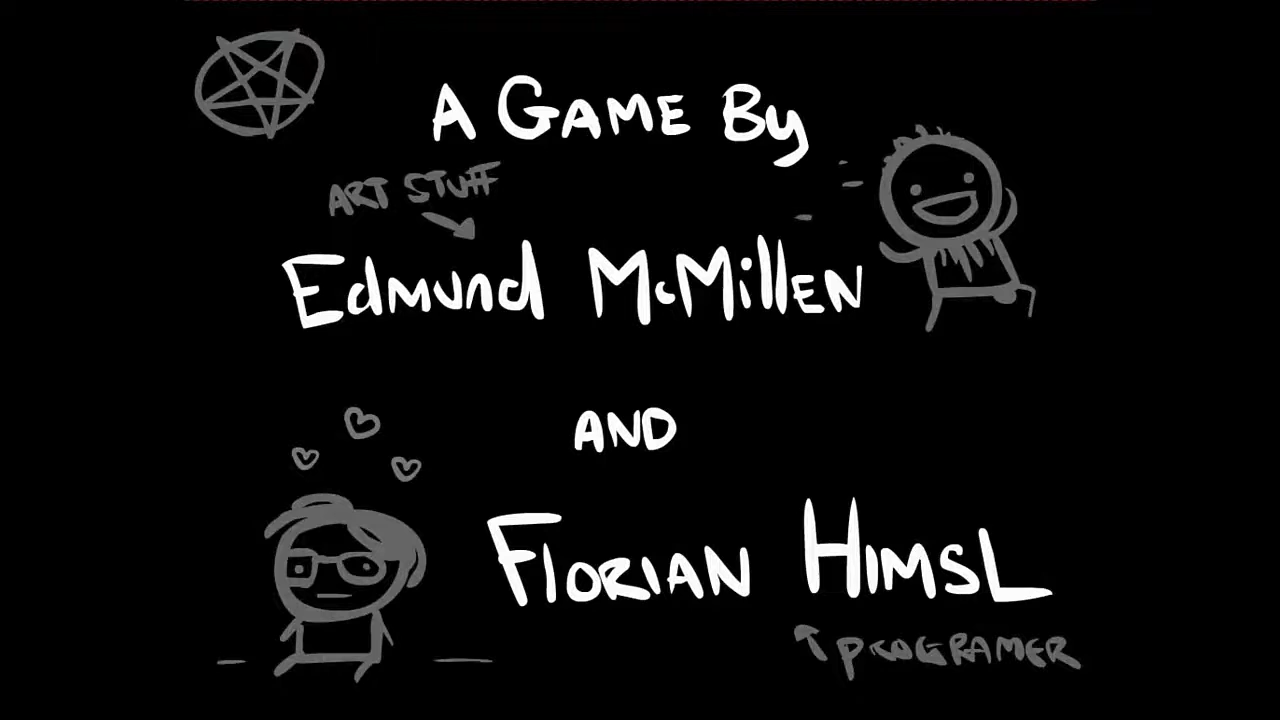 A GAME By
ART STUFF
Edmund McMillEN
AND
FlORIAN HIMSL
PROGRAMER